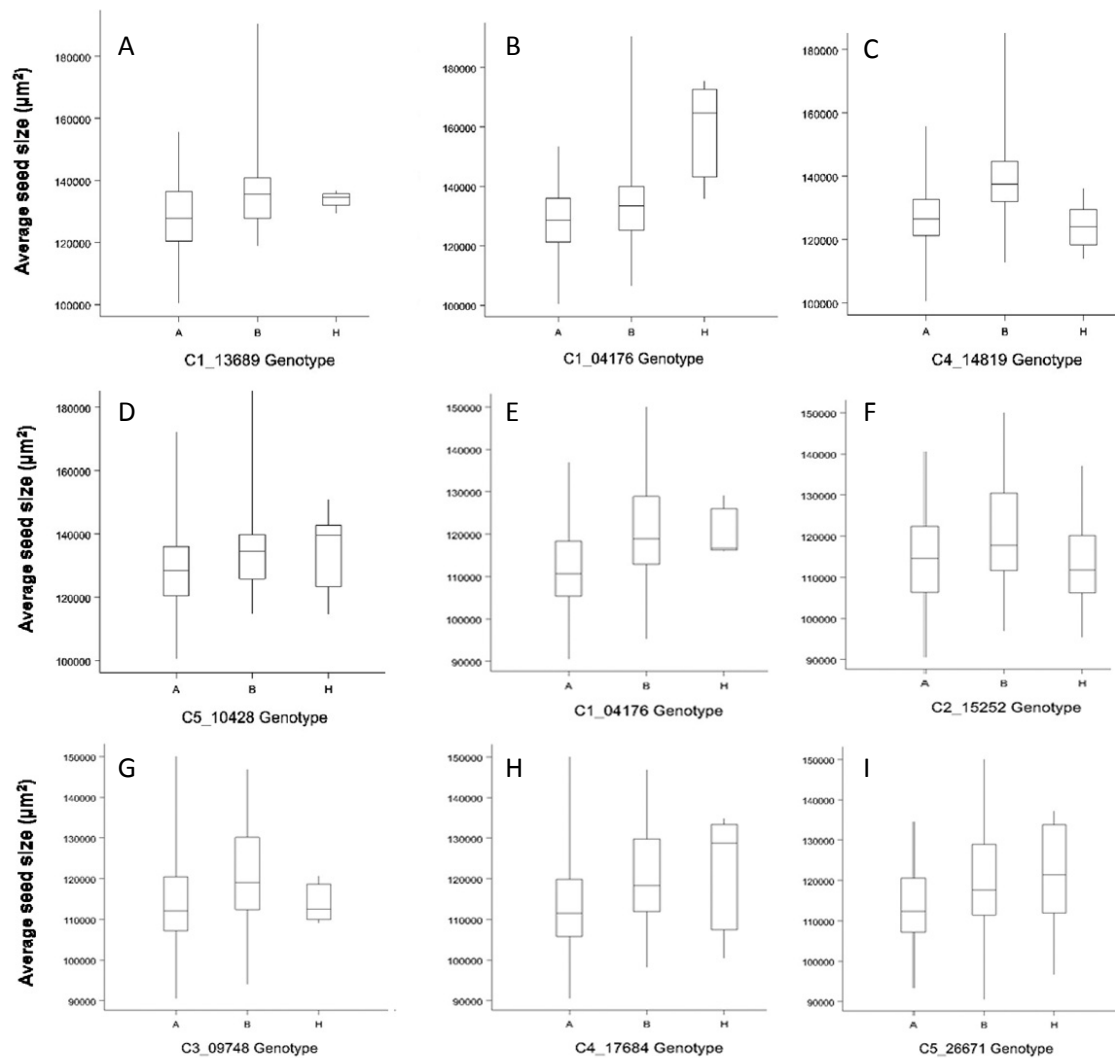 A
Average seed size (µm²)
180000
160000
140000
120000
100000
A B H
C1_13689 Genotype
B
180000
160000
140000
120000
100000
A B H
C1_04176 Genotype
C
180000
160000
140000
120000
100000
A B H
C4_14819 Genotype
D
Average seed size (µm²)
180000
160000
140000
120000
100000
A B H
C5_10428 Genotype
E
150000
140000
130000
120000
110000
100000
90000
A B H
C1_04176 Genotype
F
150000
140000
130000
120000
110000
100000
90000
A B H
C2_15252 Genotype
G
Average seed size (µm²)
150000
140000
130000
120000
110000
100000
90000
A B H
C3_09748 Genotype
H
150000
140000
130000
120000
110000
100000
90000
A B H
C4_17684 Genotype
I
150000
140000
130000
120000
110000
100000
90000
A B H
C5_26671 Genotype